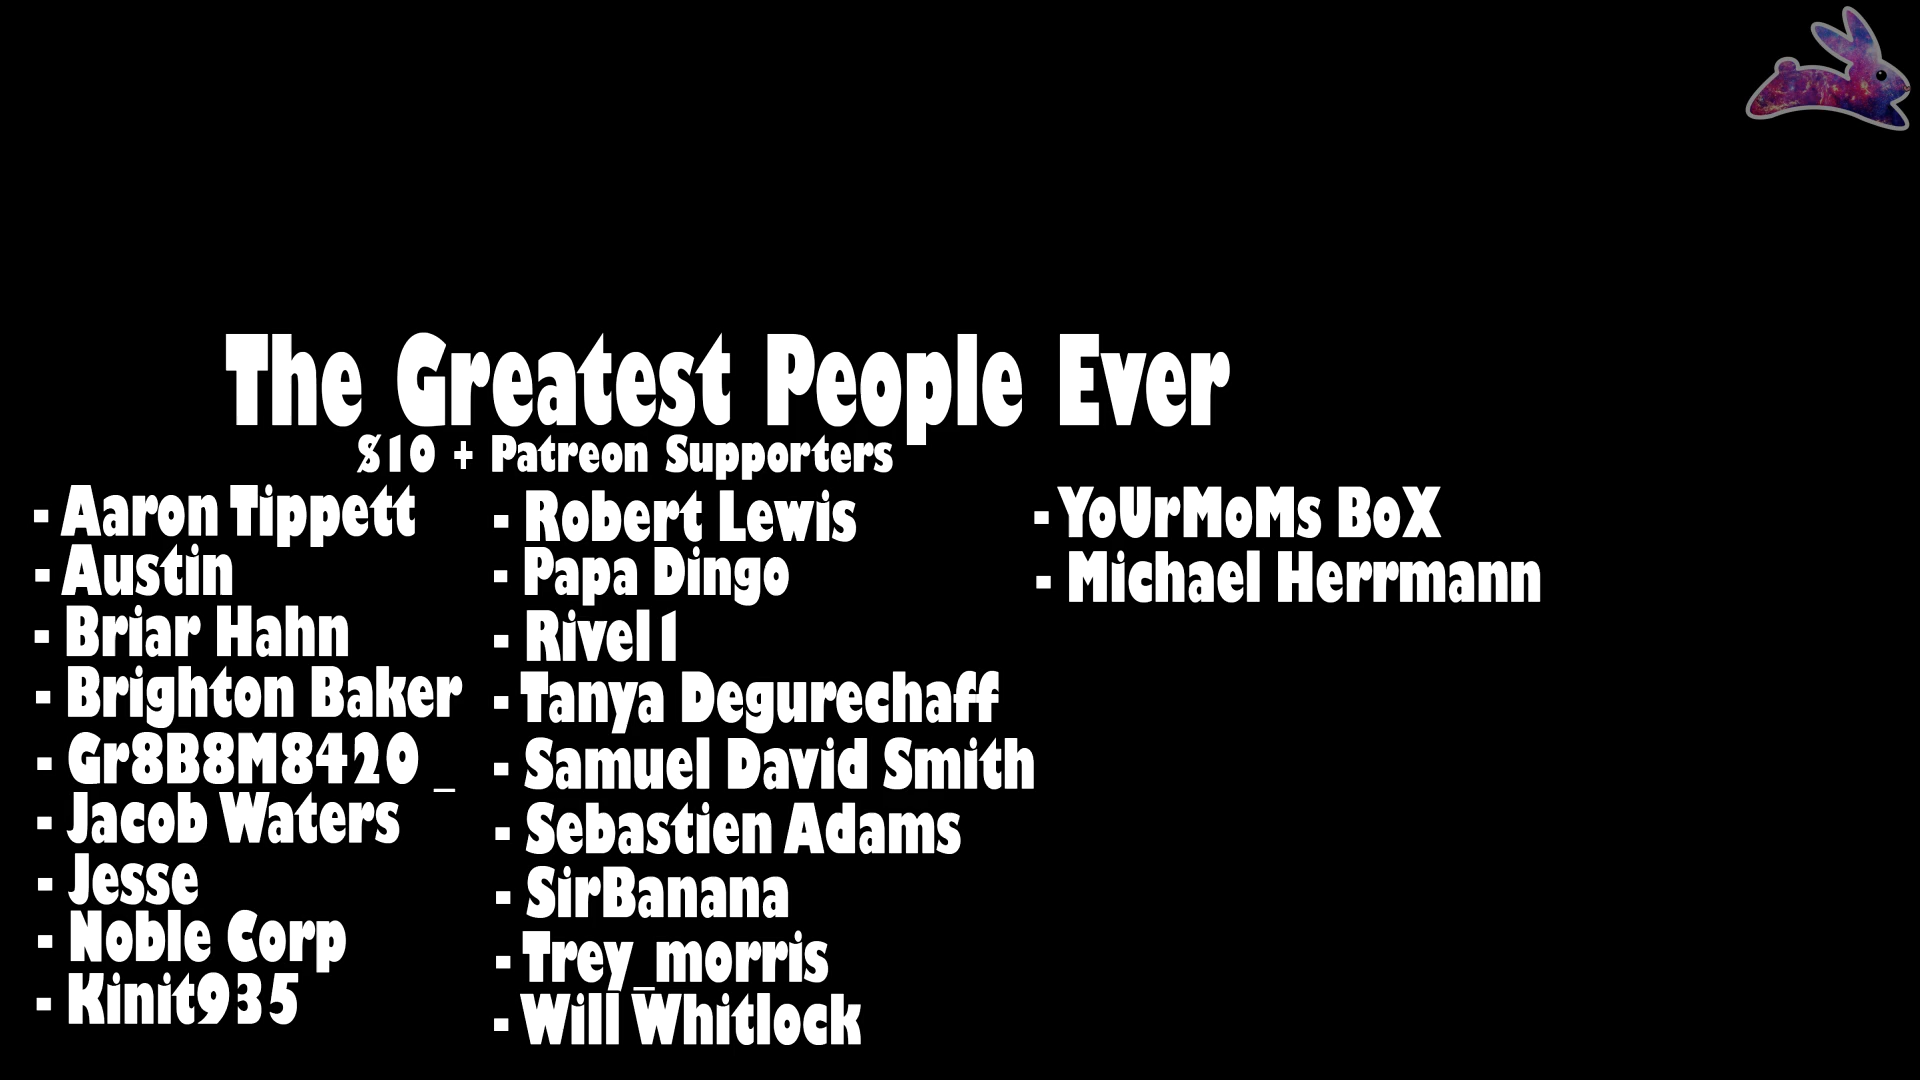 The Greatest People Ever
$10 + Patreon Supporters
- Aaron Tippett
- Austin
- Briar Hahn
- Brighton Baker
- Gr8B8M8420 _
- Jacob Waters
- Jesse
- Noble Corp
- Kinit935
- Robert Lewis
- Papa Dingo
- Rivel1
- Tanya Degurechaff
- Samuel David Smith
- Sebastien Adams
- SirBanana
- Trey_morris
- Will Whitlock
- YoUrMoMs BoX
- Michael Herrmann